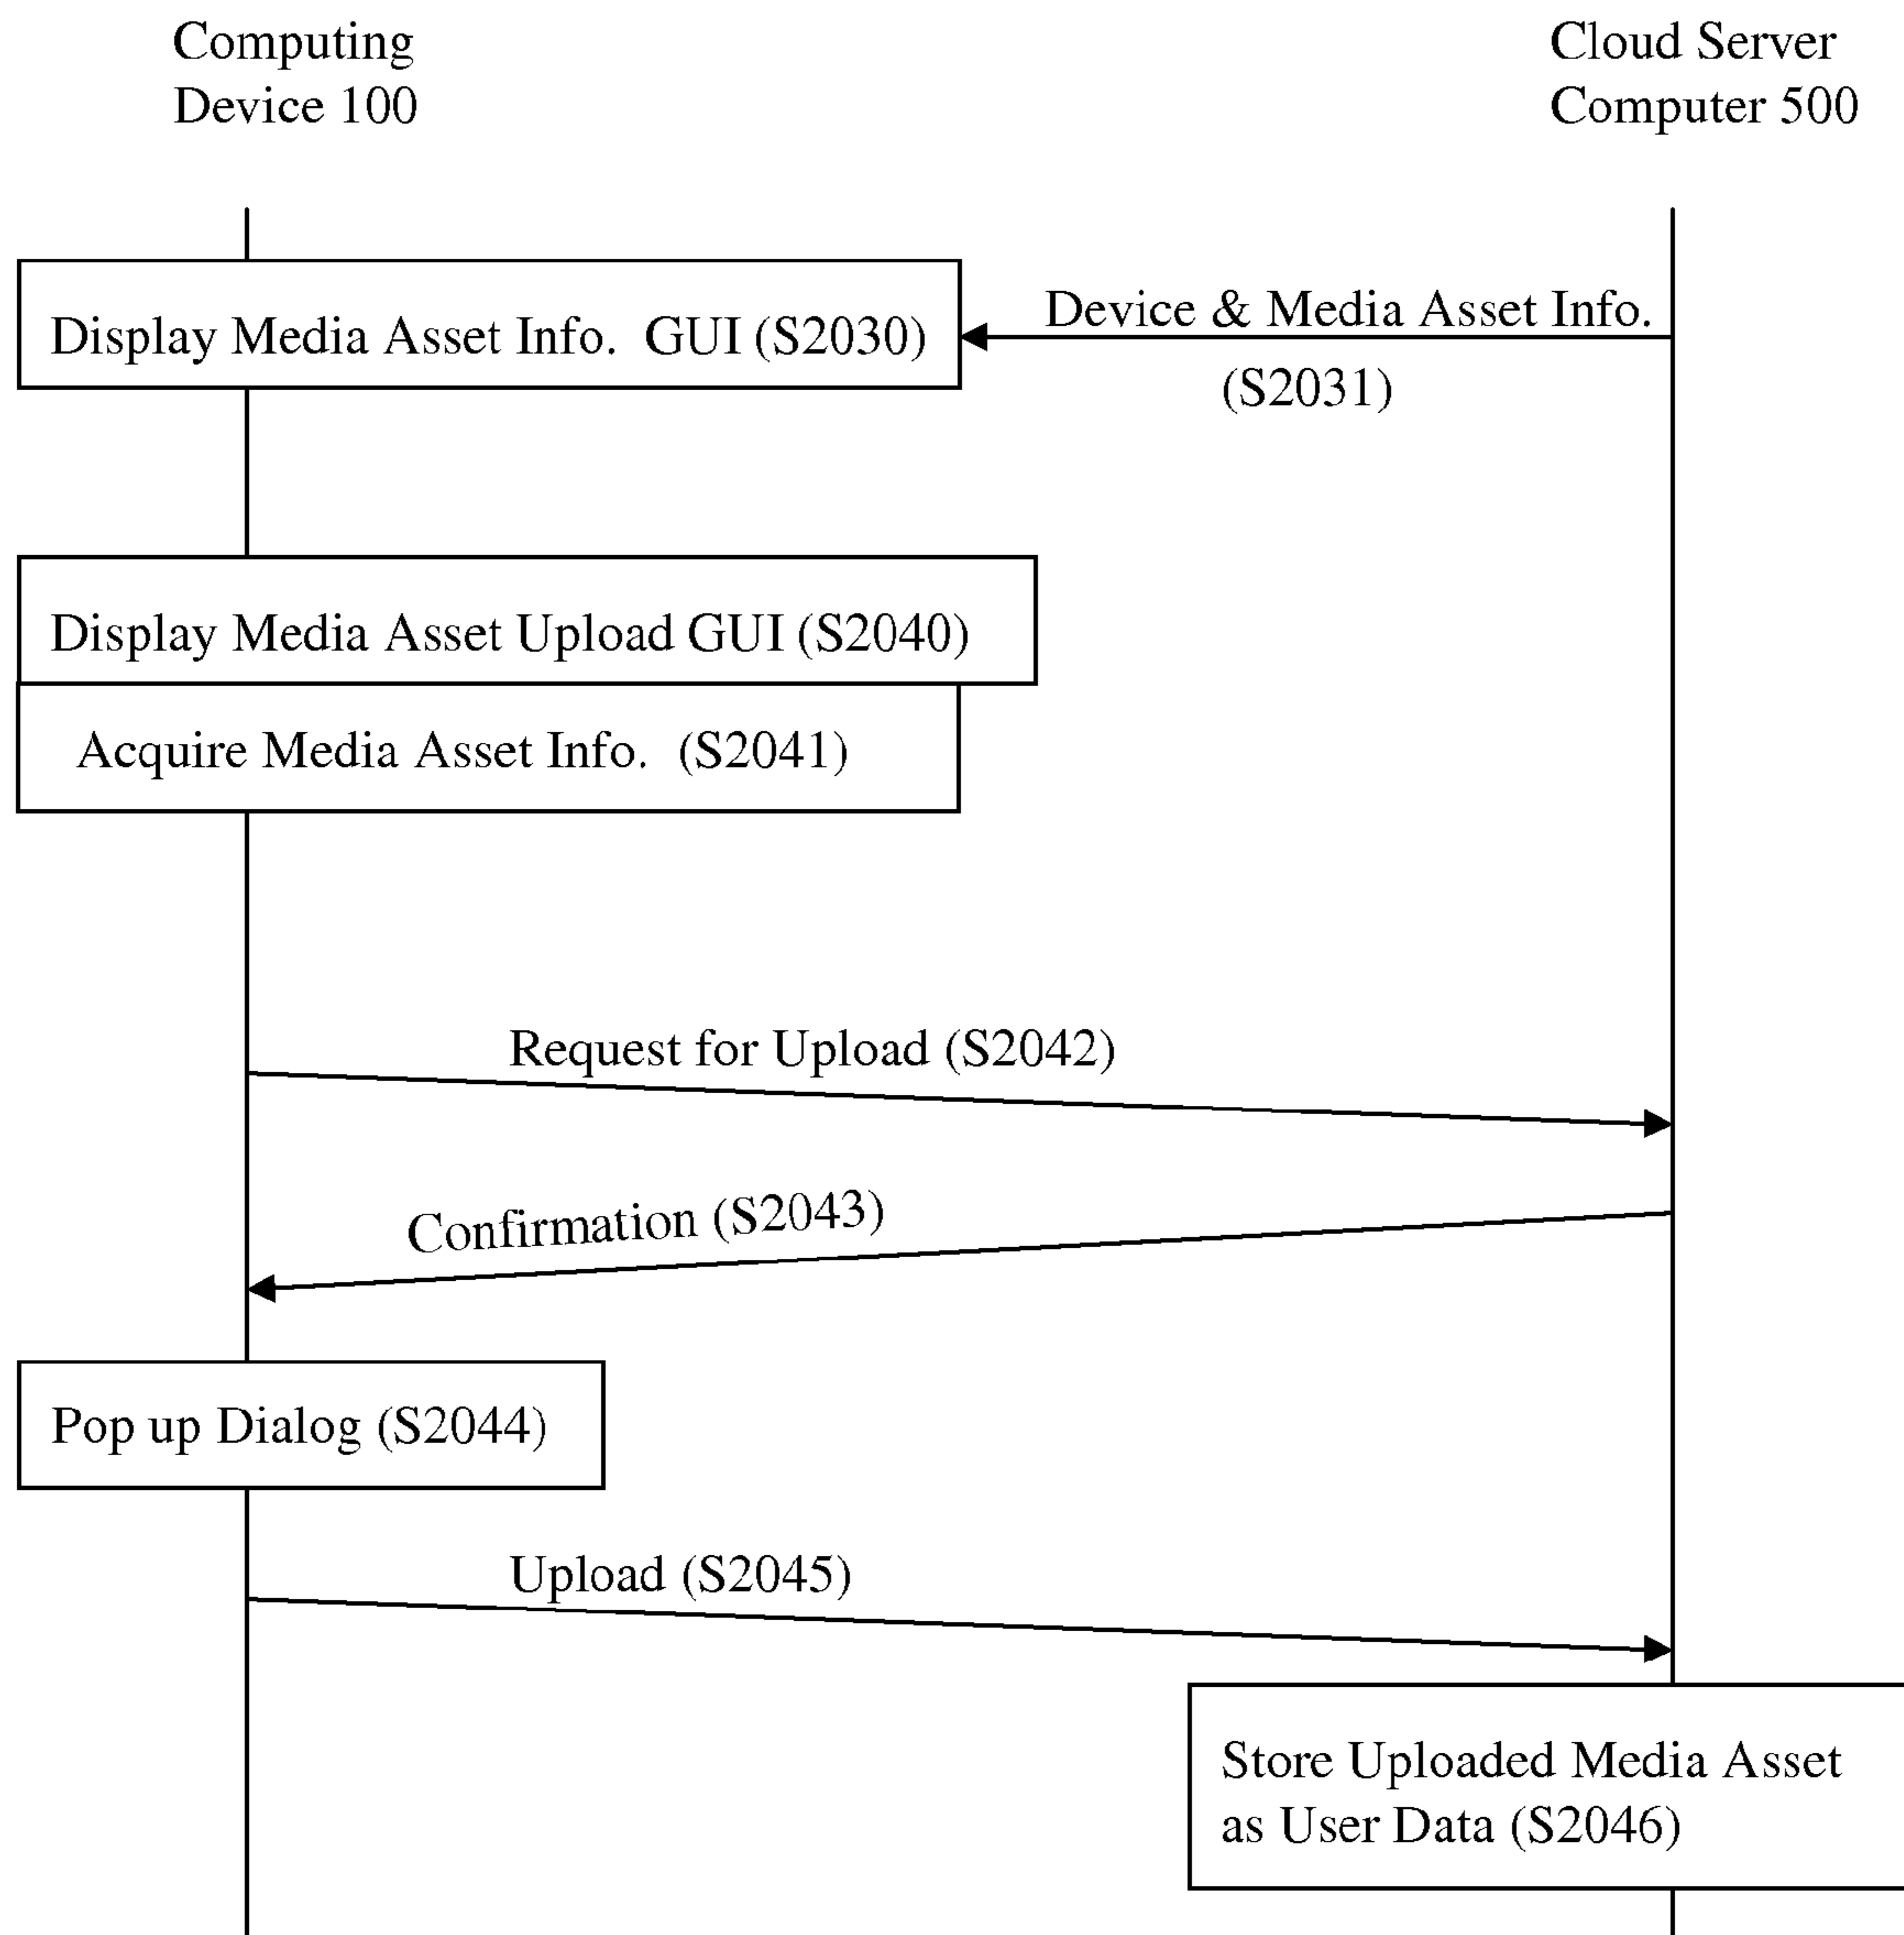 Computing
Device 100
Cloud Server
Computer 500
Display Media Asset Info. GUI (S2030)
Device & Media Asset Info.
(S2031)
Display Media Asset Upload GUI (S2040)
Acquire Media Asset Info. (S2041)
Request for Upload (S2042)
Confirmation (S2043)
Pop up Dialog (S2044)
Upload (S2045)
Store Uploaded Media Asset
as User Data (S2046)